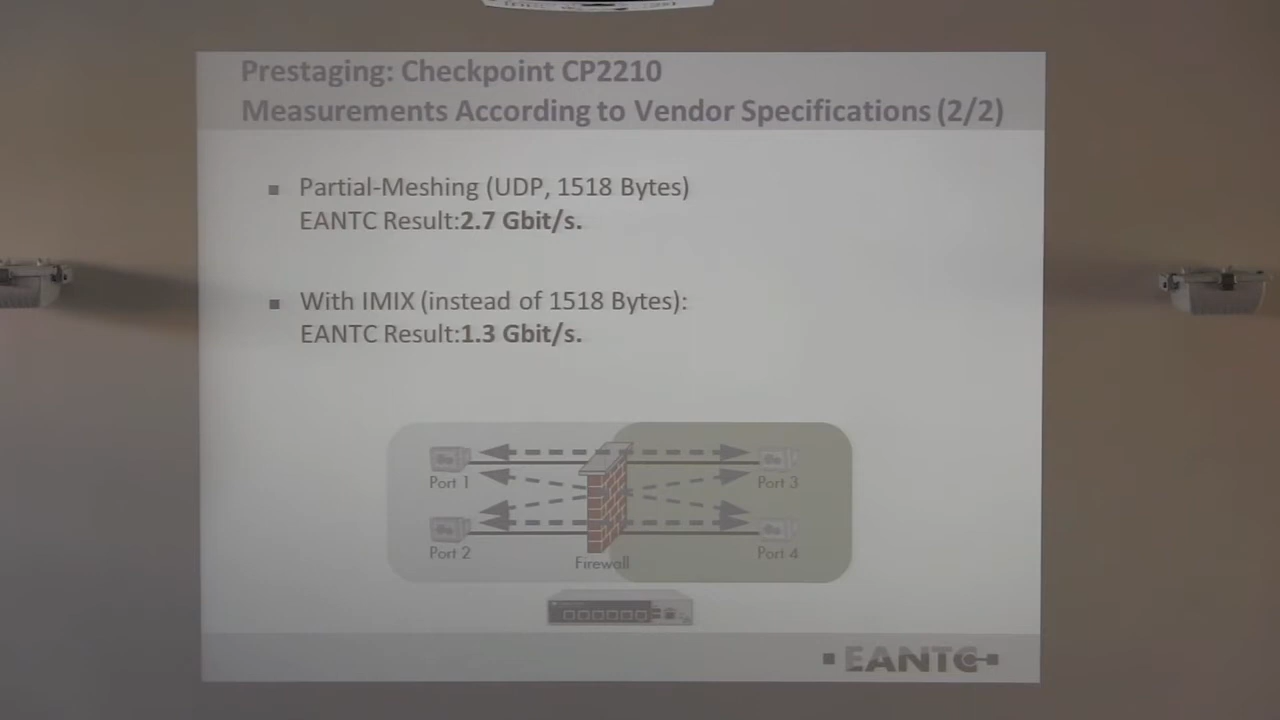 Prestaging: Checkpoint CP2210
Measurements According to Vendor Specifications (2/2)
Partial-Meshing (UDP, 1518 Bytes)
EANTC Result:2.7 Gbit/s.
With IMIX (instead of 1518 Bytes):
EANTC Result:1.3 Gbit/s.
Port 1
Port 3
Port 2
Port 4
Firewall
EANTC